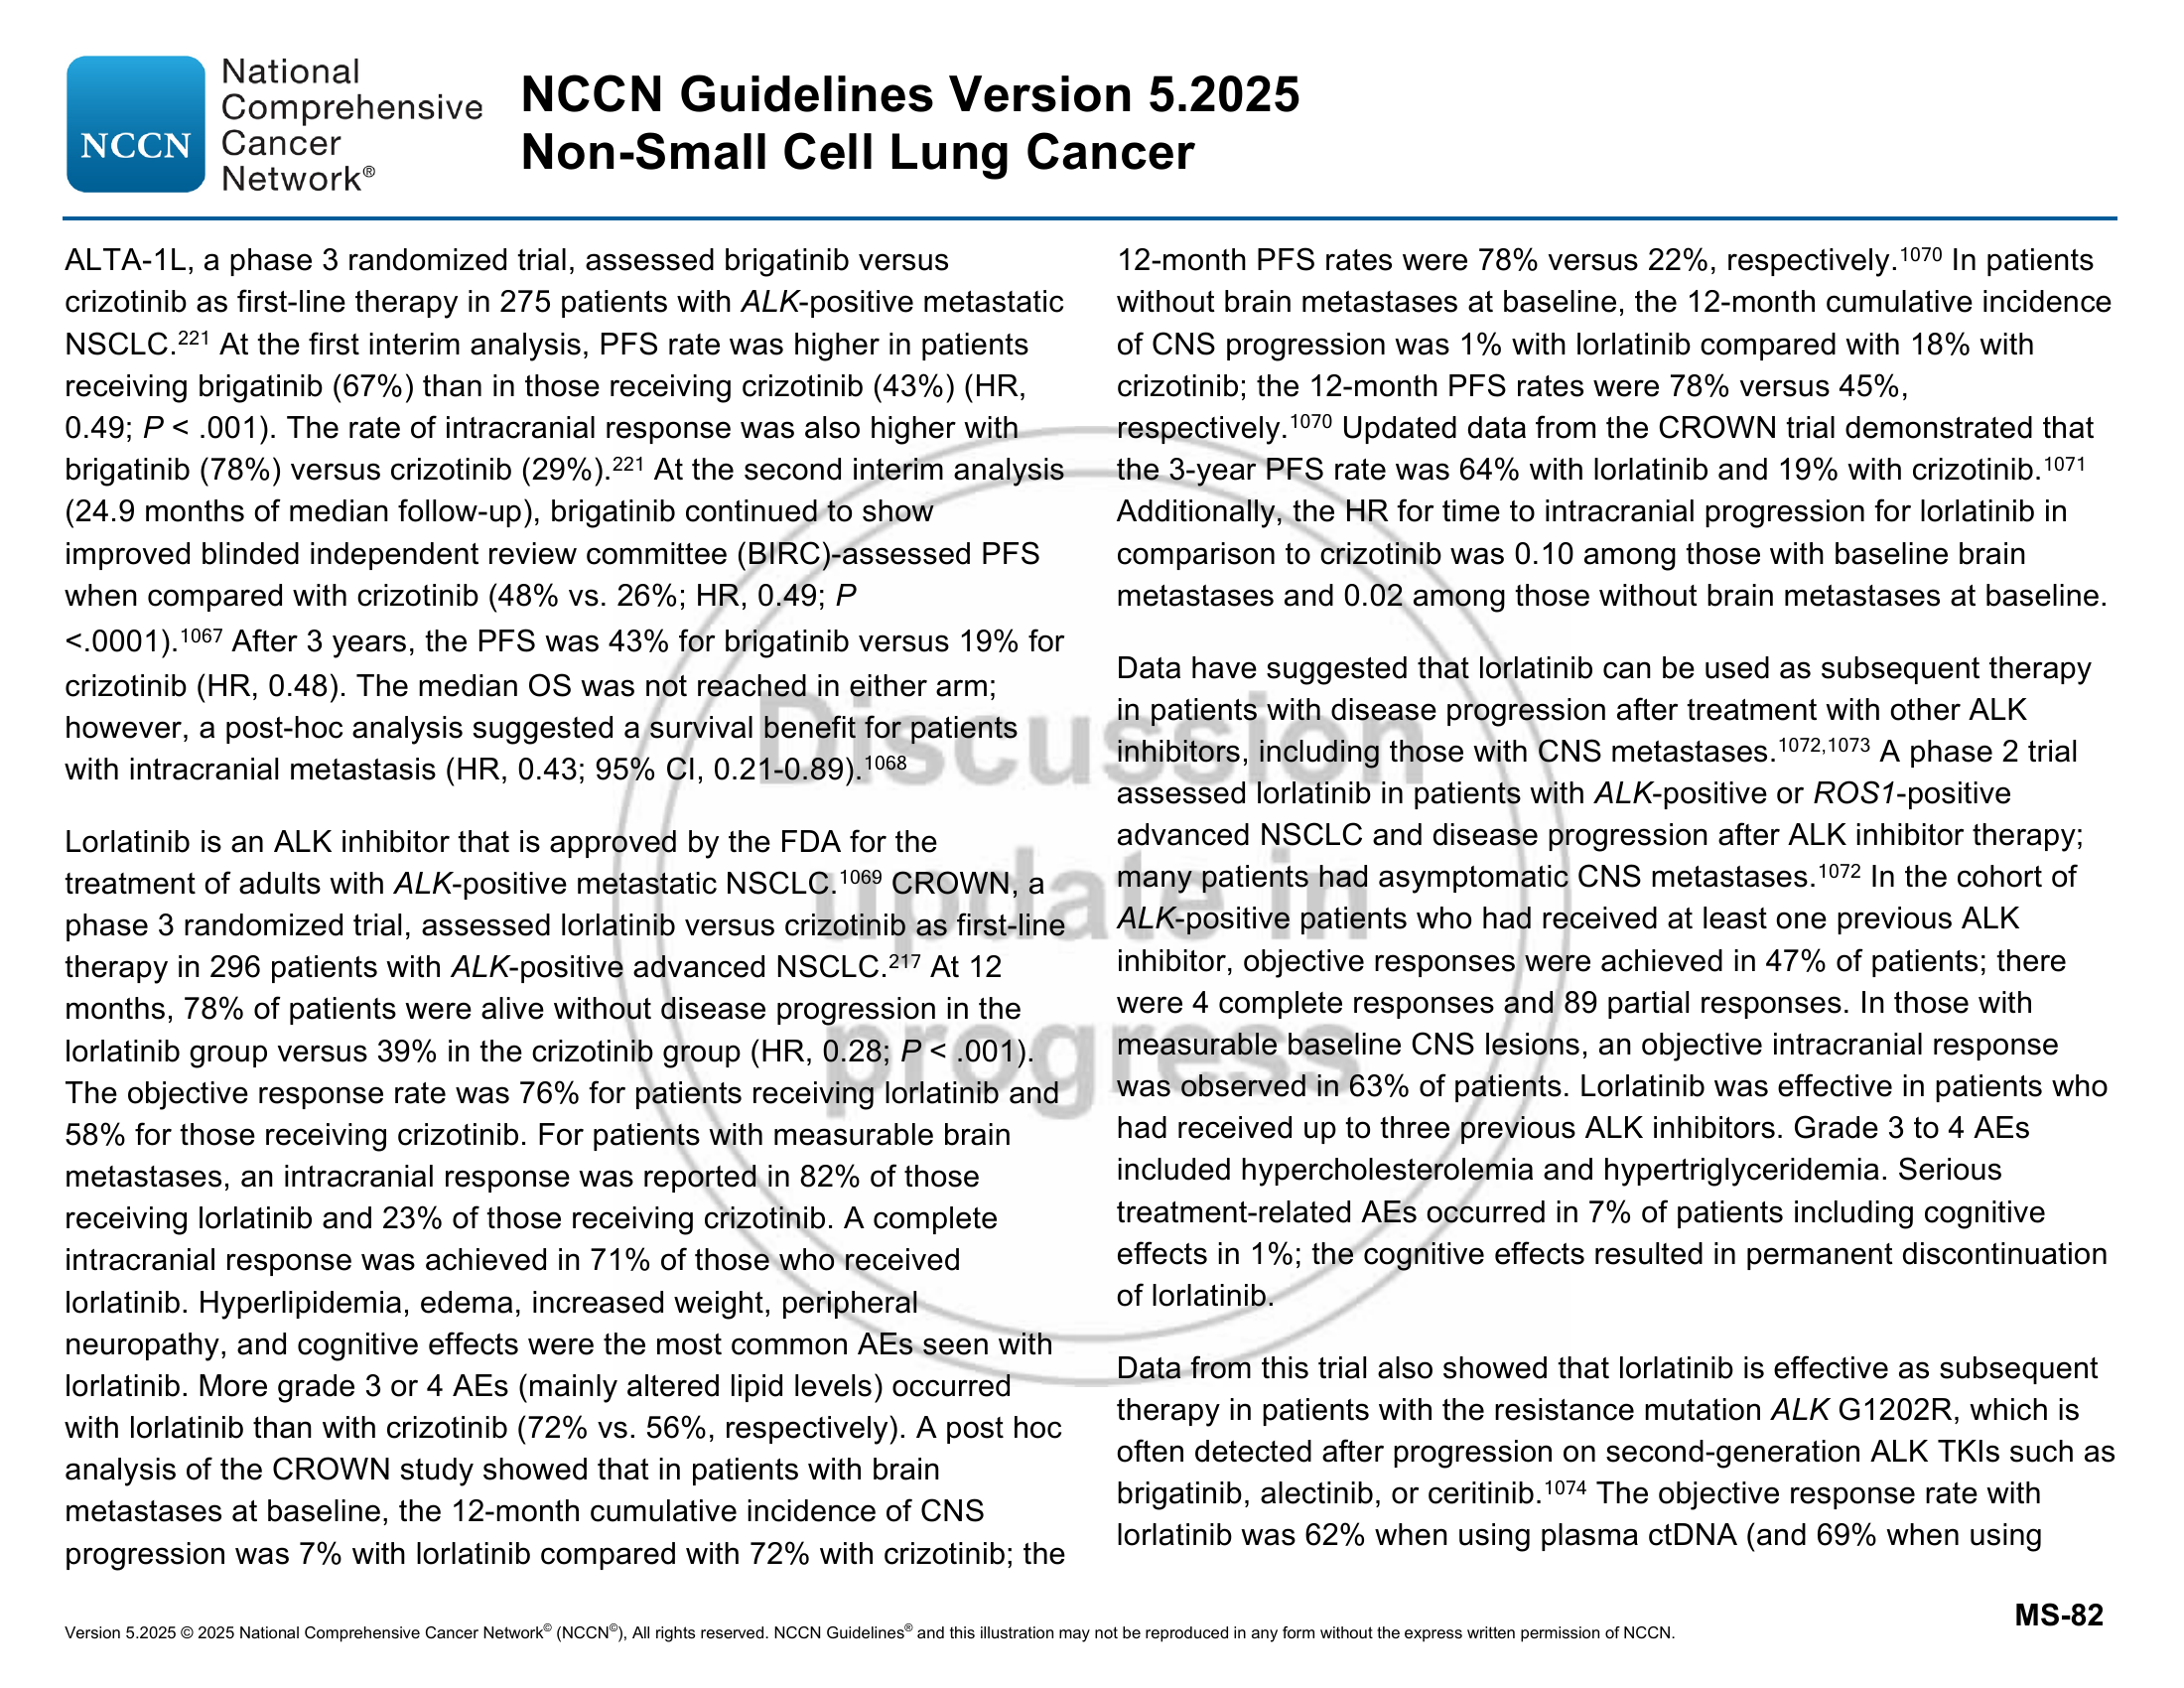 National
Comprehensive
NCCN Cancer
Network®
NCCN Guidelines Version 5.2025
Non-Small Cell Lung Cancer
ALTA-1L, a phase 3 randomized trial, assessed brigatinib versus
crizotinib as first-line therapy in 275 patients with ALK-positive metastatic
NSCLC.221 At the first interim analysis, PFS rate was higher in patients
receiving brigatinib (67%) than in those receiving crizotinib (43%) (HR,
0.49; P < .001). The rate of intracranial response was also higher with
brigatinib (78%) versus crizotinib (29%).221 At the second interim analysis
(24.9 months of median follow-up), brigatinib continued to show
improved blinded independent review committee (BIRC)-assessed PFS
when compared with crizotinib (48% vs. 26%; HR, 0.49; P
<.0001).1067 After 3 years, the PFS was 43% for brigatinib versus 19% for
crizotinib (HR, 0.48). The median OS was not reached in either arm;
however, a post-hoc analysis suggested a survival benefit for patients
with intracranial metastasis (HR, 0.43; 95% CI, 0.21-0.89).1068
Lorlatinib is an ALK inhibitor that is approved by the FDA for the
treatment of adults with ALK-positive metastatic NSCLC.1069 CROWN, a
phase 3 randomized trial, assessed lorlatinib versus crizotinib as first-line
therapy in 296 patients with ALK-positive advanced NSCLC.217 At 12
months, 78% of patients were alive without disease progression in the
lorlatinib group versus 39% in the crizotinib group (HR, 0.28; P < .001).
The objective response rate was 76% for patients receiving lorlatinib and
58% for those receiving crizotinib. For patients with measurable brain
metastases, an intracranial response was reported in 82% of those
receiving lorlatinib and 23% of those receiving crizotinib. A complete
intracranial response was achieved in 71% of those who received
lorlatinib. Hyperlipidemia, edema, increased weight, peripheral
neuropathy, and cognitive effects were the most common AEs seen with
lorlatinib. More grade 3 or 4 AEs (mainly altered lipid levels) occurred
with lorlatinib than with crizotinib (72% vs. 56%, respectively). A post hoc
analysis of the CROWN study showed that in patients with brain
metastases at baseline, the 12-month cumulative incidence of CNS
progression was 7% with lorlatinib compared with 72% with crizotinib; the
12-month PFS rates were 78% versus 22%, respectively.1070 In patients
without brain metastases at baseline, the 12-month cumulative incidence
of CNS progression was 1% with lorlatinib compared with 18% with
crizotinib; the 12-month PFS rates were 78% versus 45%,
respectively.1070 Updated data from the CROWN trial demonstrated that
the 3-year PFS rate was 64% with lorlatinib and 19% with crizotinib.1071
Additionally, the HR for time to intracranial progression for lorlatinib in
comparison to crizotinib was 0.10 among those with baseline brain
metastases and 0.02 among those without brain metastases at baseline.
Data have suggested that lorlatinib can be used as subsequent therapy
in patients with disease progression after treatment with other ALK
inhibitors, including those with CNS metastases.1072,1073 A phase 2 trial
assessed lorlatinib in patients with ALK-positive or ROS1-positive
advanced NSCLC and disease progression after ALK inhibitor therapy;
many patients had asymptomatic CNS metastases.1072 In the cohort of
ALK-positive patients who had received at least one previous ALK
inhibitor, objective responses were achieved in 47% of patients; there
were 4 complete responses and 89 partial responses. In those with
measurable baseline CNS lesions, an objective intracranial response
was observed in 63% of patients. Lorlatinib was effective in patients who
had received up to three previous ALK inhibitors. Grade 3 to 4 AEs
included hypercholesterolemia and hypertriglyceridemia. Serious
treatment-related AEs occurred in 7% of patients including cognitive
effects in 1%; the cognitive effects resulted in permanent discontinuation
of lorlatinib.
Data from this trial also showed that lorlatinib is effective as subsequent
therapy in patients with the resistance mutation ALK G1202R, which is
often detected after progression on second-generation ALK TKIs such as
brigatinib, alectinib, or ceritinib.1074 The objective response rate with
lorlatinib was 62% when using plasma ctDNA (and 69% when using
Discussion
update in
progress
MS-82
Version 5.2025 © 2025 National Comprehensive Cancer Network© (NCCN©), All rights reserved. NCCN Guidelines® and this illustration may not be reproduced in any form without the express written permission of NCCN.